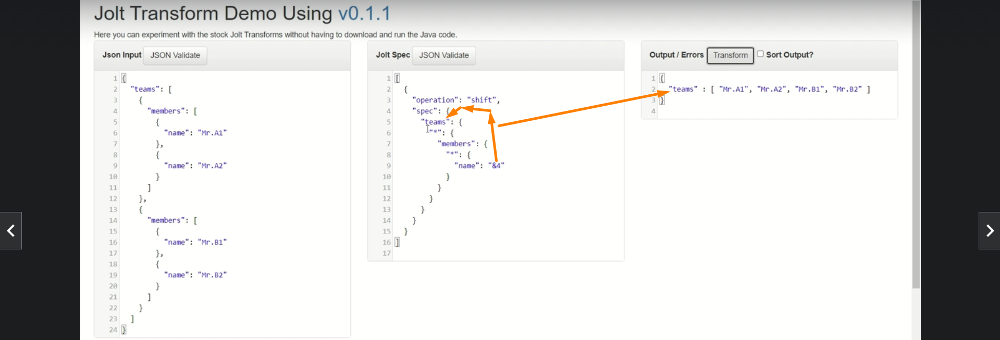 Jolt Transform Demo Using v0.1.1
Here you can experiment with the stock Jolt Transforms without having to download and run the Java code.
Json Input JSON Validate
1 {
2 "teams": [
3 {
4 "members": [
5 {
6 "name": "Mr.A1"
7 },
8 {
9 "name": "Mr.A2"
10 }
11 ]
12 },
13 {
14 "members": [
15 {
16 "name": "Mr.B1"
17 },
18 {
19 "name": "Mr.B2"
20 }
21 ]
22 }
23 ]
24 }
Jolt Spec JSON Validate
1 [
2 {
3 "operation": "shift",
4 "spec": {
5 "teams": {
6 "*": {
7 "members": {
8 "*": {
9 "name": "&4"
10 }
11 }
12 }
13 }
14 }
15 }
16 ]
17
Output / Errors Transform Sort Output?
1 {
2 "teams" : [ "Mr.A1", "Mr.A2", "Mr.B1", "Mr.B2" ]
3 }
4